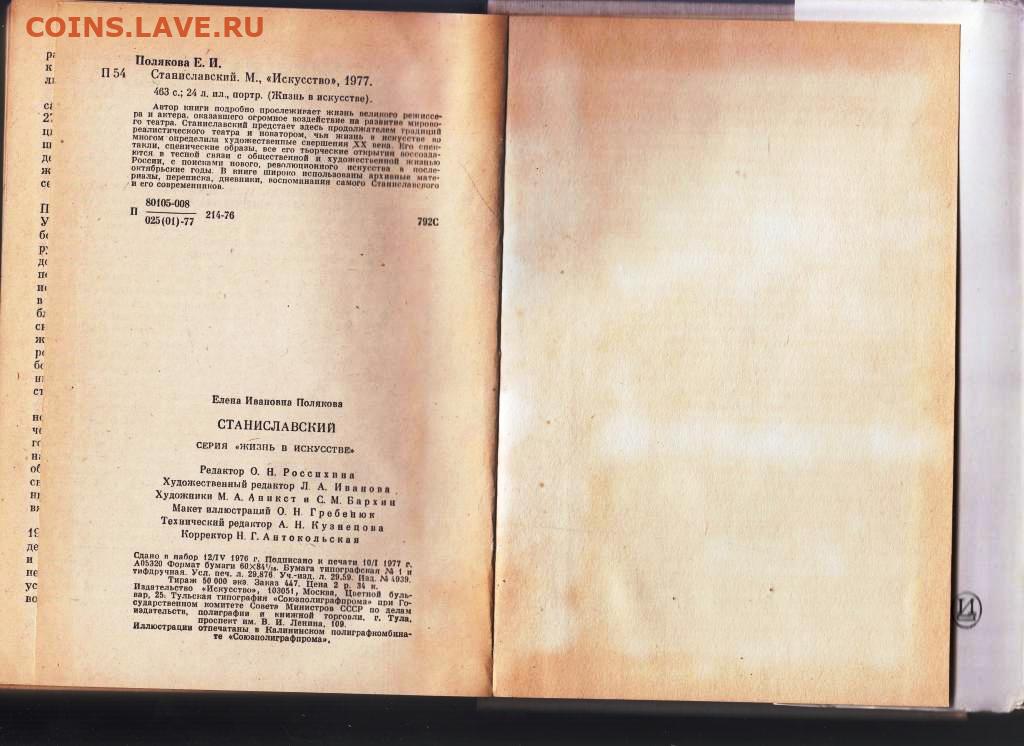 COINS.LAVE.RU
Полякова Е. И.
П 54 Станиславский. М., «Искусство», 1977.
463 с.; 24 л. ил., портр. (Жизнь в искусстве).
Автор книги подробно прослеживает жизнь великого режиссе-
ра и актера, оказавшего огромное воздействие на развитие мирово-
го театра. Станиславский предстает здесь продолжателем традиций
реалистического театра и новатором, чья жизнь в искусстве во
многом определила художественные свершения XX века. Его спек-
такли, сценические образы, все его творческие открытия воссозда-
ются в тесной связи с общественной и художественной жизнью
России, с поисками нового, революционного искусства в после-
октябрьские годы. В книге широко использованы архивные мате-
риалы, переписка, дневники, воспоминания самого Станиславского
и его современников.
80105-008
П 214-76
025(01)-77 792С
Елена Ивановна Полякова
СТАНИСЛАВСКИЙ
СЕРИЯ «ЖИЗНЬ В ИСКУССТВЕ»
Редактор О. Н. Россихина
Художественный редактор Л. А. Иванова
Художники М. А. Аникст и С. М. Бархин
Макет иллюстраций О. Н. Гребенюк
Технический редактор А. Н. Кузнецова
Корректор Н. Г. Антокольская
Сдано в набор 12/IV 1976 г. Подписано к печати 10/I 1977 г.
А05320 Формат бумаги 60×84¹/₁₆. Бумага типографская № 1 и
тифдручная. Усл. печ. л. 29,876. Уч.-изд. л. 29,59. Изд. № 4939.
Тираж 50 000 экз. Заказ 447. Цена 2 р. 34 к.
Издательство «Искусство», 103051, Москва, Цветной буль-
вар, 25. Тульская типография «Союзполиграфпрома» при Го-
сударственном комитете Совета Министров СССР по делам
издательств, полиграфии и книжной торговли, г. Тула,
проспект им. В. И. Ленина, 109.
Иллюстрации отпечатаны в Калининском полиграфкомбина-
те «Союзполиграфпрома».